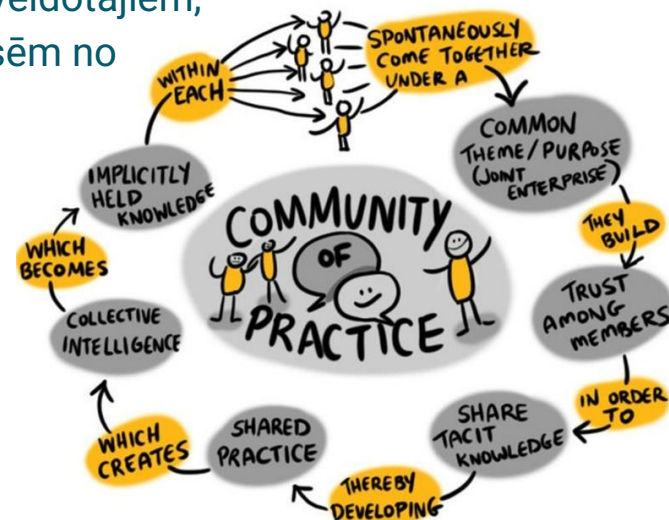 veidotājiem,
sēm no
WITHIN
EACH
SPONTANEOUSLY
COME TOGETHER
UNDER A
COMMON
THEME/PURPOSE
(JOINT
ENTERPRISE)
THEY
BUILD
TRUST
AMONG
MEMBERS
IN ORDER
TO
SHARE
TACIT
KNOWLEDGE
THEREBY
DEVELOPING
SHARED
PRACTICE
WHICH
CREATES
COLLECTIVE
INTELLIGENCE
WHICH
BECOMES
IMPLICITLY
HELD
KNOWLEDGE
COMMUNITY
OF
PRACTICE